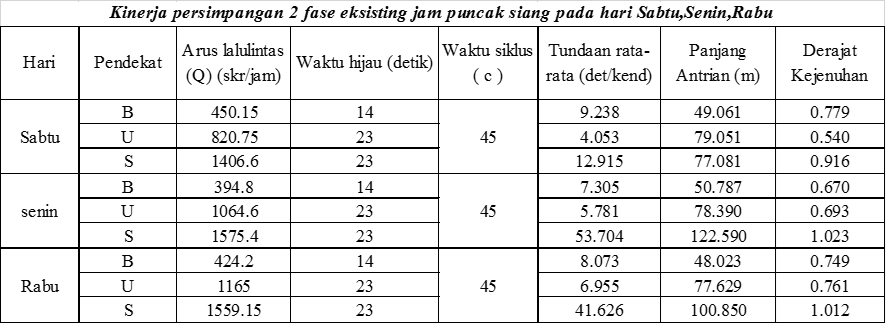 Kinerja persimpangan 2 fase eksisting jam puncak siang pada hari Sabtu,Senin,Rabu
Hari Pendekat Arus lalulintas (Q) (skr/jam) Waktu hijau (detik) Waktu siklus ( c ) Tundaan rata-rata (det/kend) Panjang Antrian (m) Derajat Kejenuhan
Sabtu B 450.15 14 45 9.238 49.061 0.779
U 820.75 23 4.053 79.051 0.540
S 1406.6 23 12.915 77.081 0.916
senin B 394.8 14 45 7.305 50.787 0.670
U 1064.6 23 5.781 78.390 0.693
S 1575.4 23 53.704 122.590 1.023
Rabu B 424.2 14 45 8.073 48.023 0.749
U 1165 23 6.955 77.629 0.761
S 1559.15 23 41.626 100.850 1.012